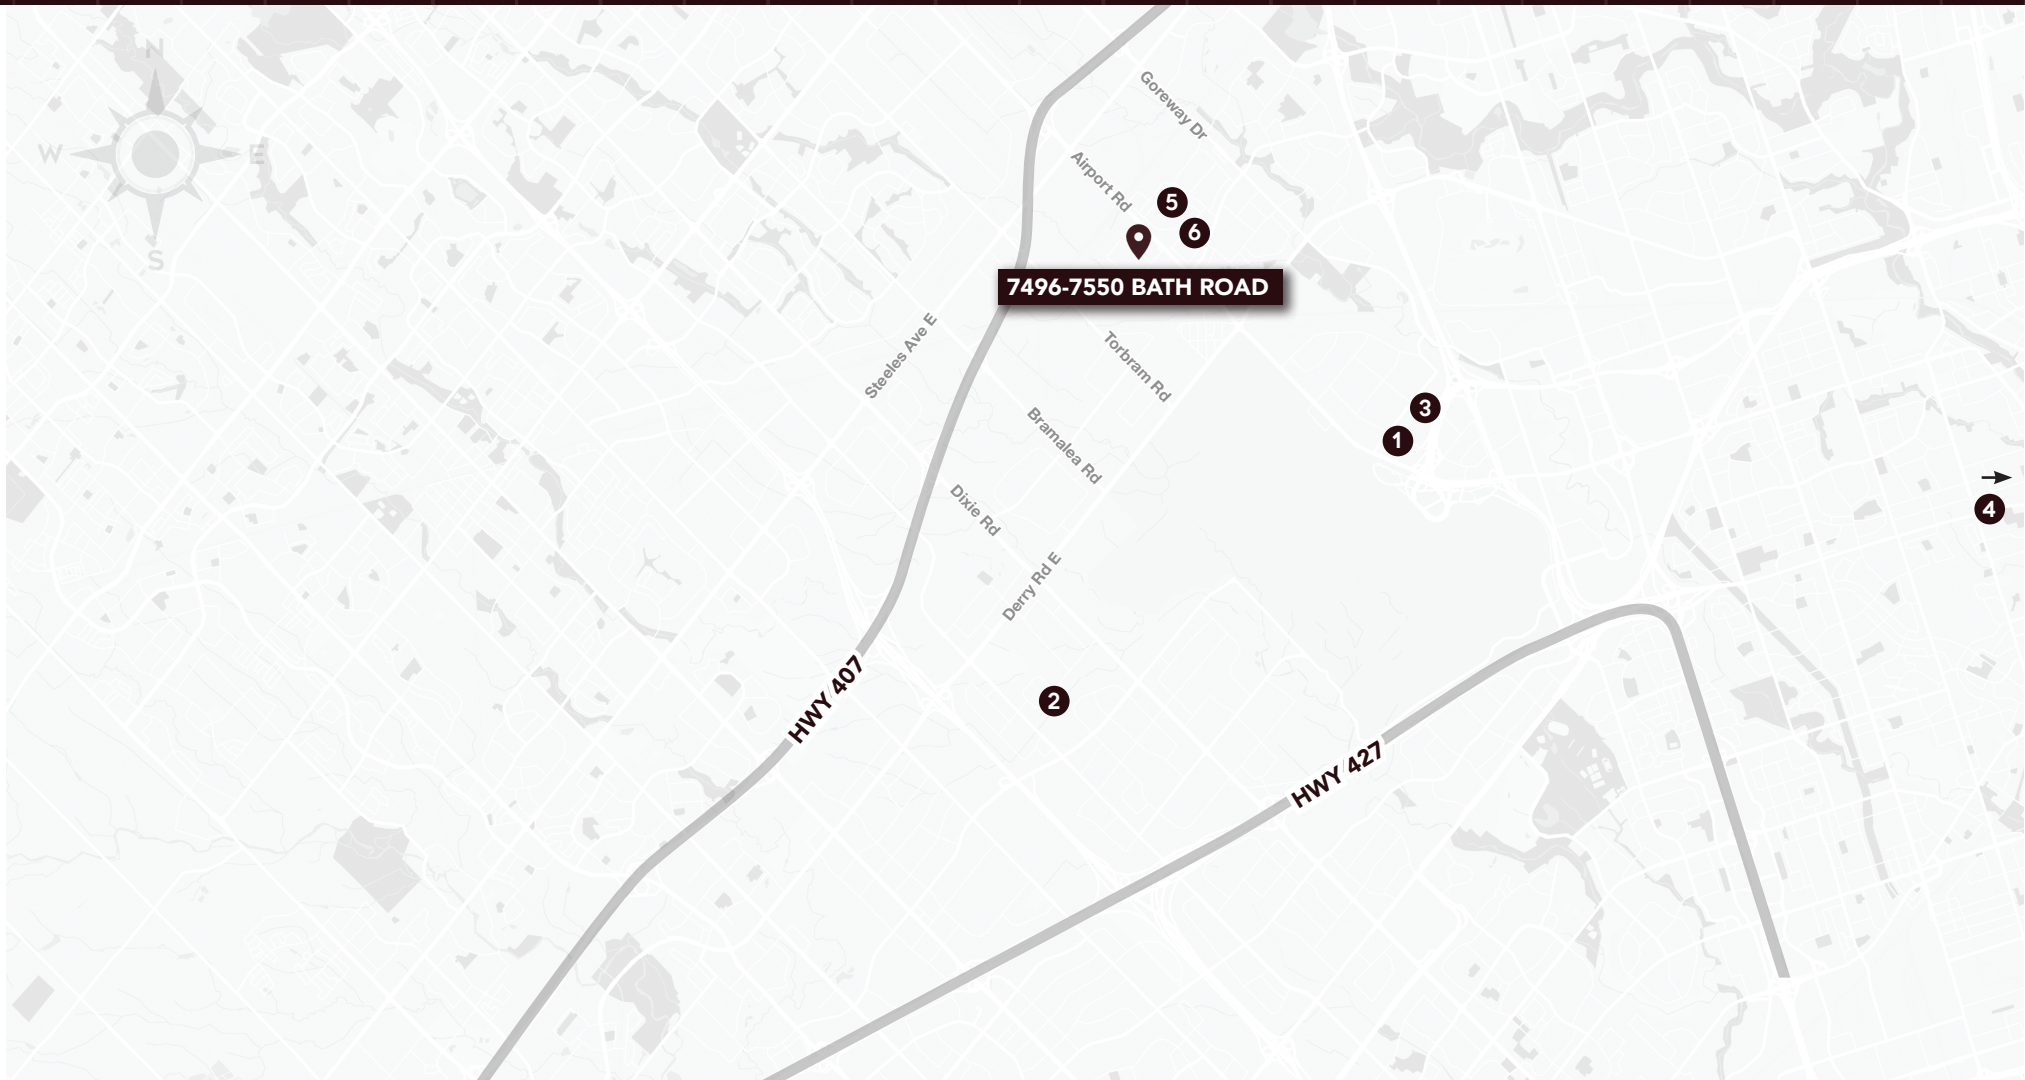 N
W
E
S
Goreway Dr
Airport Rd
5
6
7496-7550 BATH ROAD
Steeles Ave E
Torbram Rd
Bramalea Rd
3
1
Dixie Rd
4
Derry Rd E
HWY 407
2
HWY 427